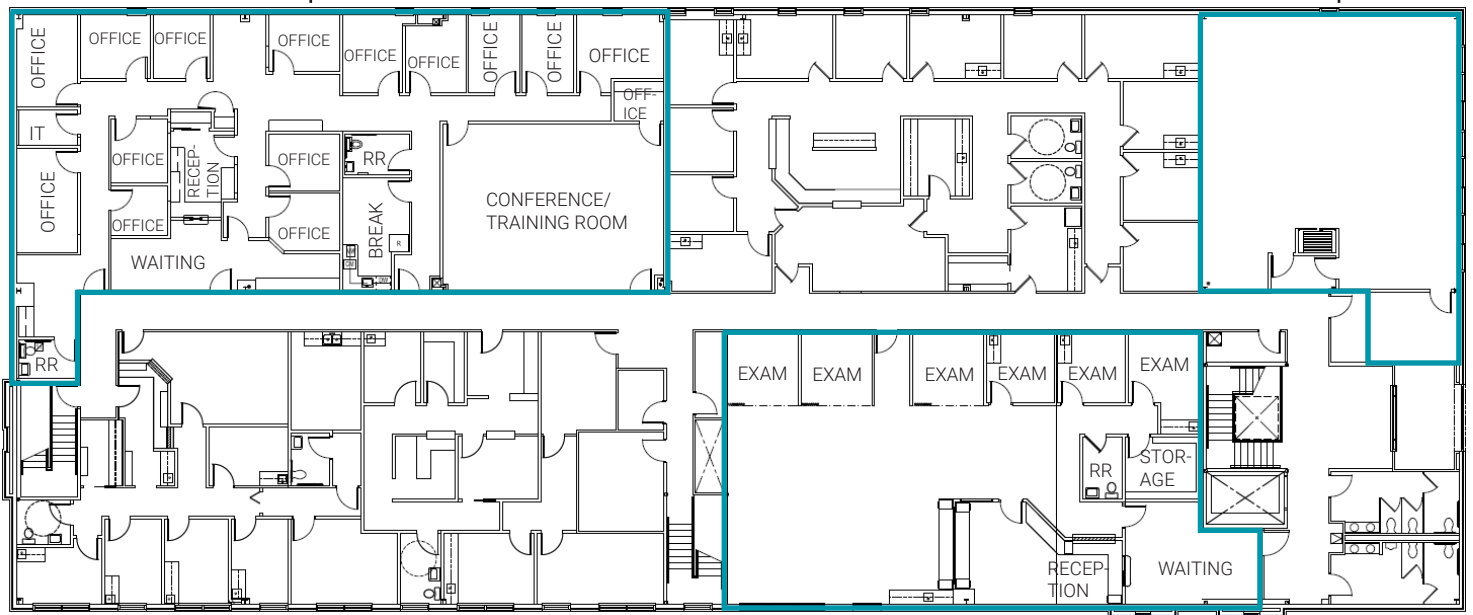 OFFICE
OFFICE
OFFICE
OFFICE
OFFICE
OFFICE
OFFICE
OFFICE
OFFICE
OFF-
ICE
IT
OFFICE
OFFICE
RECEP-
TION
OFFICE
RR
OFFICE
OFFICE
OFFICE
BREAK
R
DW
CONFERENCE/
TRAINING ROOM
WAITING
RR
EXAM
EXAM
EXAM
EXAM
EXAM
EXAM
RR
STOR-
AGE
RECEP-
TION
WAITING